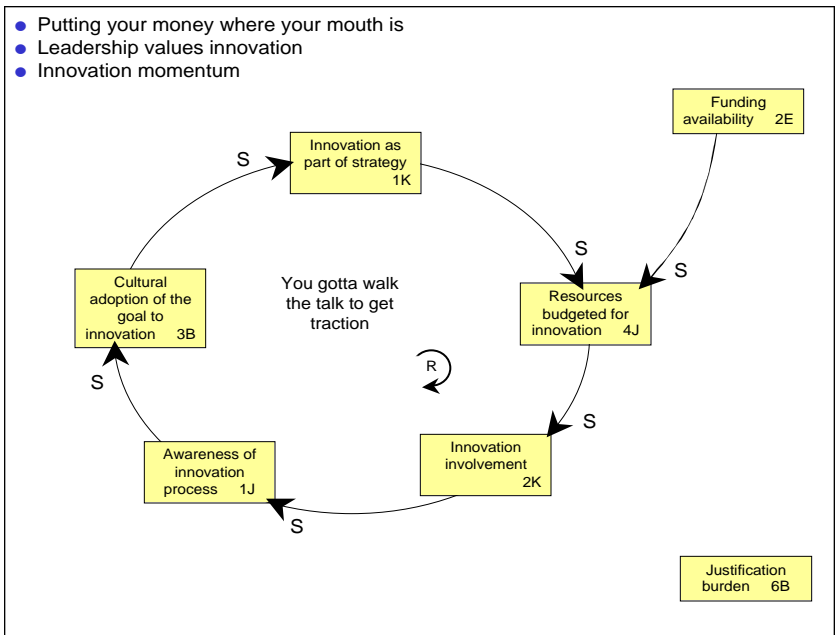 Putting your money where your mouth is
Leadership values innovation
Innovation momentum
Funding
availability 2E
Innovation as
part of strategy
1K
S
S
S
Cultural
adoption of the
goal to
innovation 3B
You gotta walk
the talk to get
traction
Resources
budgeted for
innovation 4J
R
S
S
Awareness of
innovation
process 1J
Innovation
involvement
2K
S
Justification
burden 6B